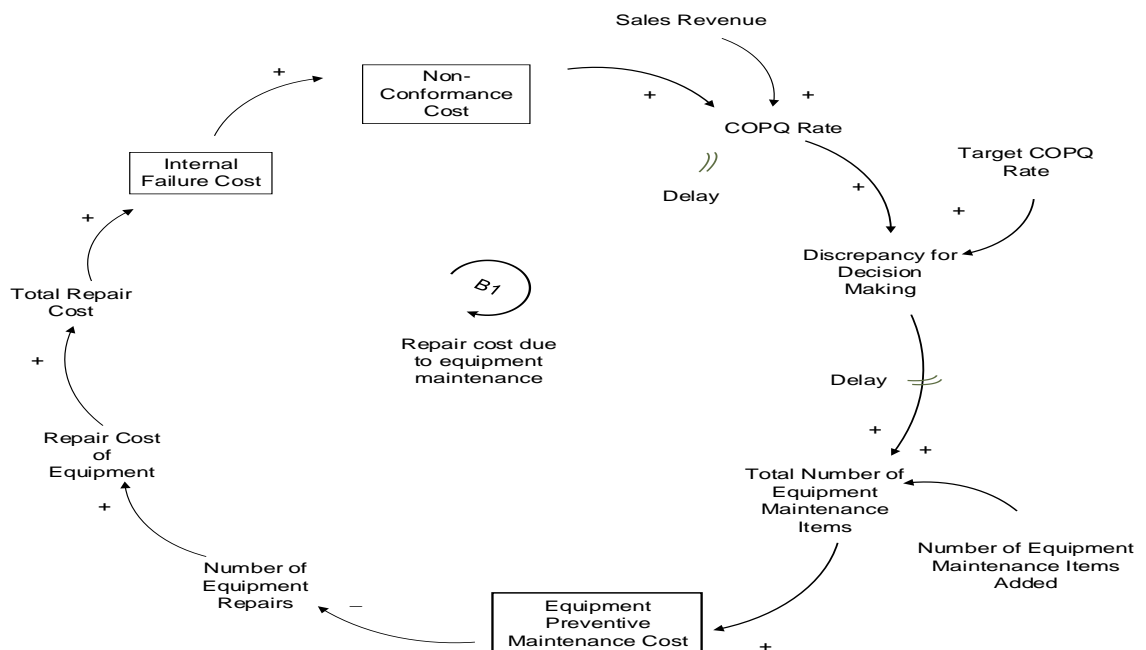 Sales Revenue
+
Non-
Conformance
Cost
+
+
COPQ Rate
Target COPQ
Rate
Internal
Failure Cost
Delay
+
+
+
Discrepancy for
Decision
Making
B1
Total Repair
Cost
Repair cost due
to equipment
maintenance
+
Delay
+
+
Repair Cost
of
Equipment
Total Number of
Equipment
Maintenance
Items
+
Number of Equipment
Maintenance Items
Added
Number of
Equipment
Repairs
–
Equipment
Preventive
Maintenance Cost
+